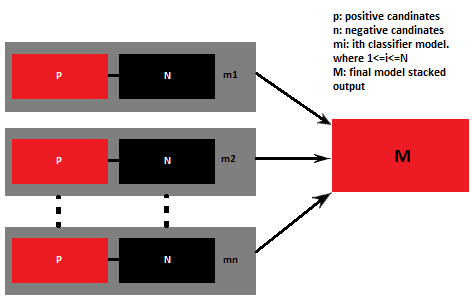 p: positive candinates
n: negative candinates
mi: ith classifier model.
where 1<=i<=N
M: final model stacked
output
P N m1
P N m2
P N mn
M